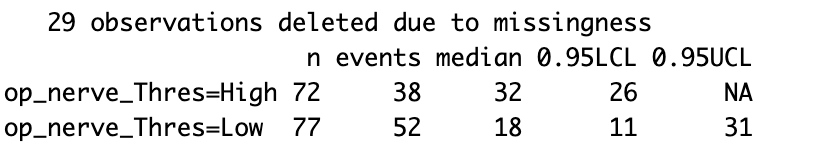 29 observations deleted due to missingness
n events median 0.95LCL 0.95UCL
op_nerve_Thres=High 72 38 32 26 NA
op_nerve_Thres=Low 77 52 18 11 31